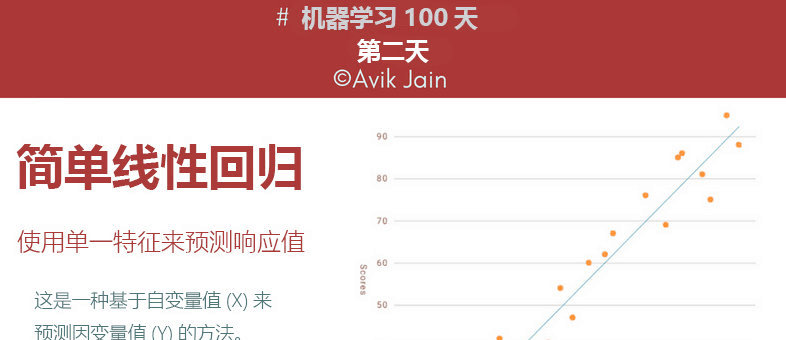 # 机器学习 100 天
第二天
©Avik Jain
简单线性回归
使用单一特征来预测响应值
这是一种基于自变量值 (X) 来
预测因变量值 (Y) 的方法。
90
80
70
60
50
Scores